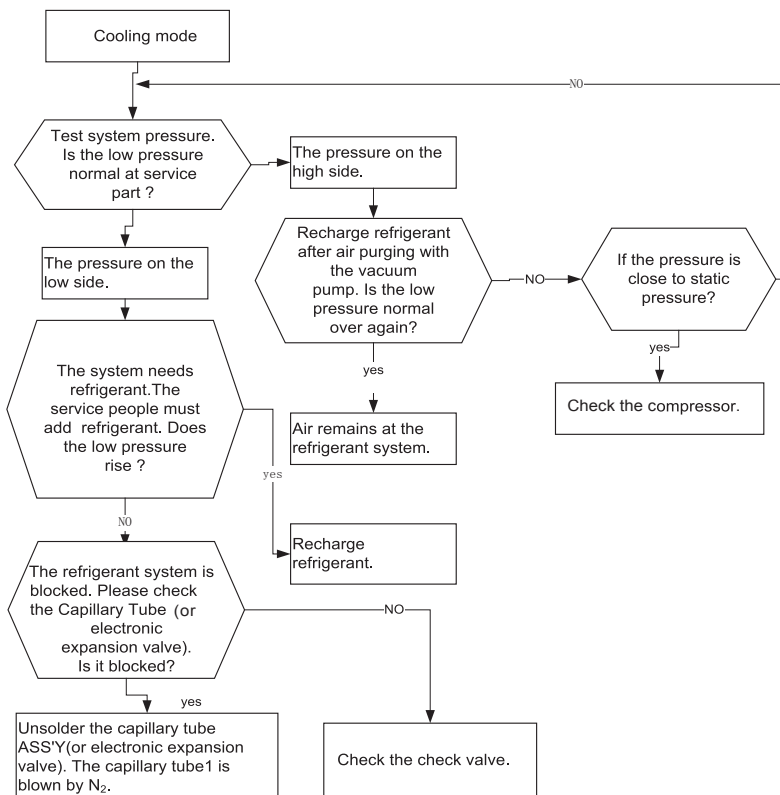 Cooling mode
NO
Test system pressure.
Is the low pressure
normal at service
part ?
The pressure on the
high side.
The pressure on the
low side.
Recharge refrigerant
after air purging with
the vacuum
pump. Is the low
pressure normal
over again?
NO
If the pressure is
close to static
pressure?
yes
yes
Check the compressor.
Air remains at the
refrigerant system.
The system needs
refrigerant.The
service people must
add refrigerant. Does
the low pressure
rise ?
yes
NO
Recharge
refrigerant.
The refrigerant system is
blocked. Please check
the Capillary Tube (or
electronic
expansion valve).
Is it blocked?
NO
yes
Unsolder the capillary tube
ASS'Y(or electronic expansion
valve). The capillary tube1 is
blown by N₂.
Check the check valve.